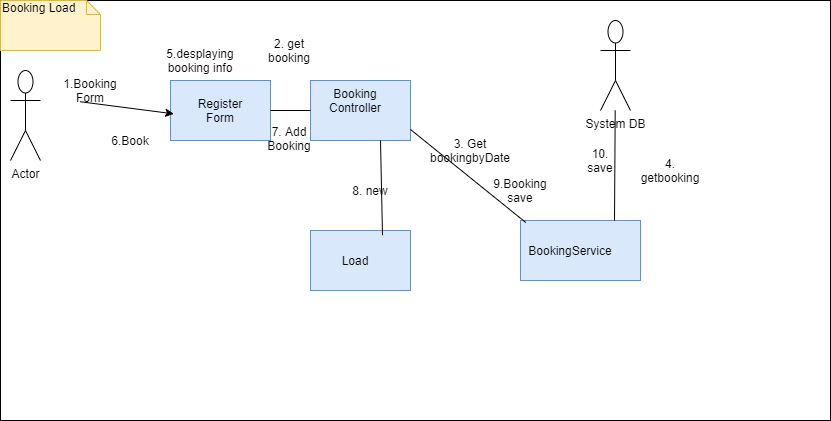 Booking Load
1.Booking
Form
5.desplaying
booking info
2. get
booking
Register
Form
Booking
Controller
6.Book
7. Add
Booking
Actor
3. Get
bookingbyDate
System DB
10.
save
4.
getbooking
8. new
9.Booking
save
Load
BookingService